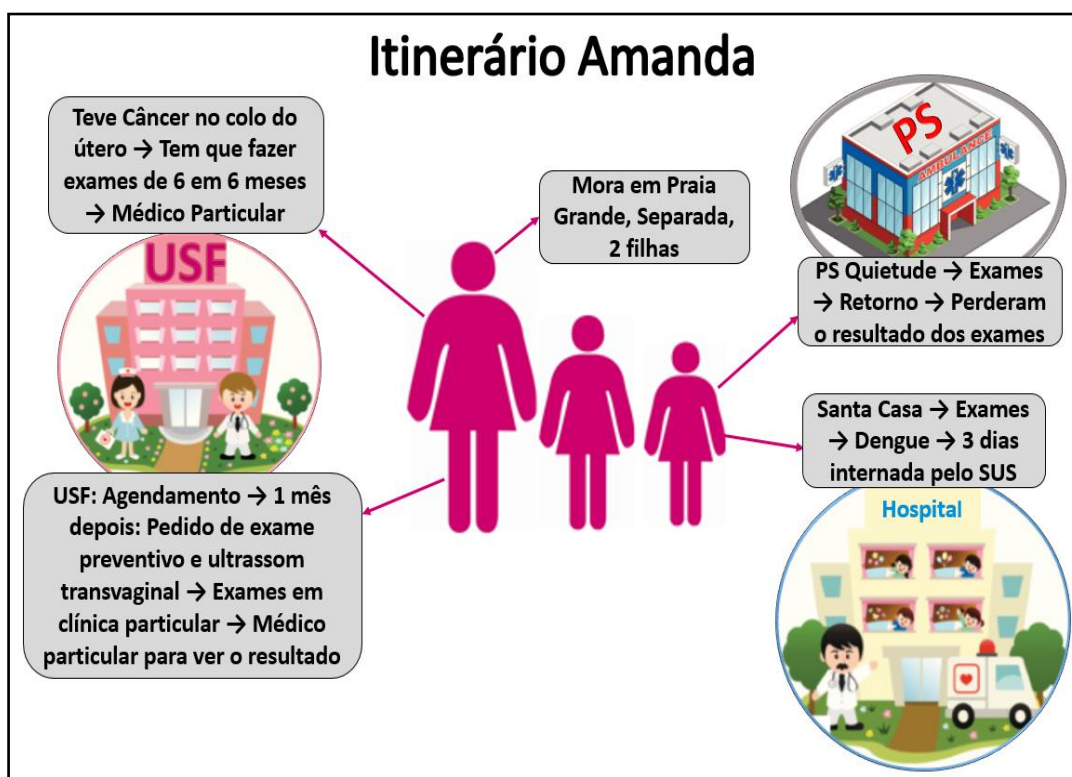 Itinerário Amanda
Teve Câncer no colo do
útero → Tem que fazer
exames de 6 em 6 meses
→ Médico Particular
Mora em Praia
Grande, Separada,
2 filhas
PS
AMBULANCE
PS Quietude → Exames
→ Retorno → Perderam
o resultado dos exames
USF
Santa Casa → Exames
→ Dengue → 3 dias
internada pelo SUS
USF: Agendamento → 1 mês
depois: Pedido de exame
preventivo e ultrassom
transvaginal → Exames em
clínica particular → Médico
particular para ver o resultado
Hospital